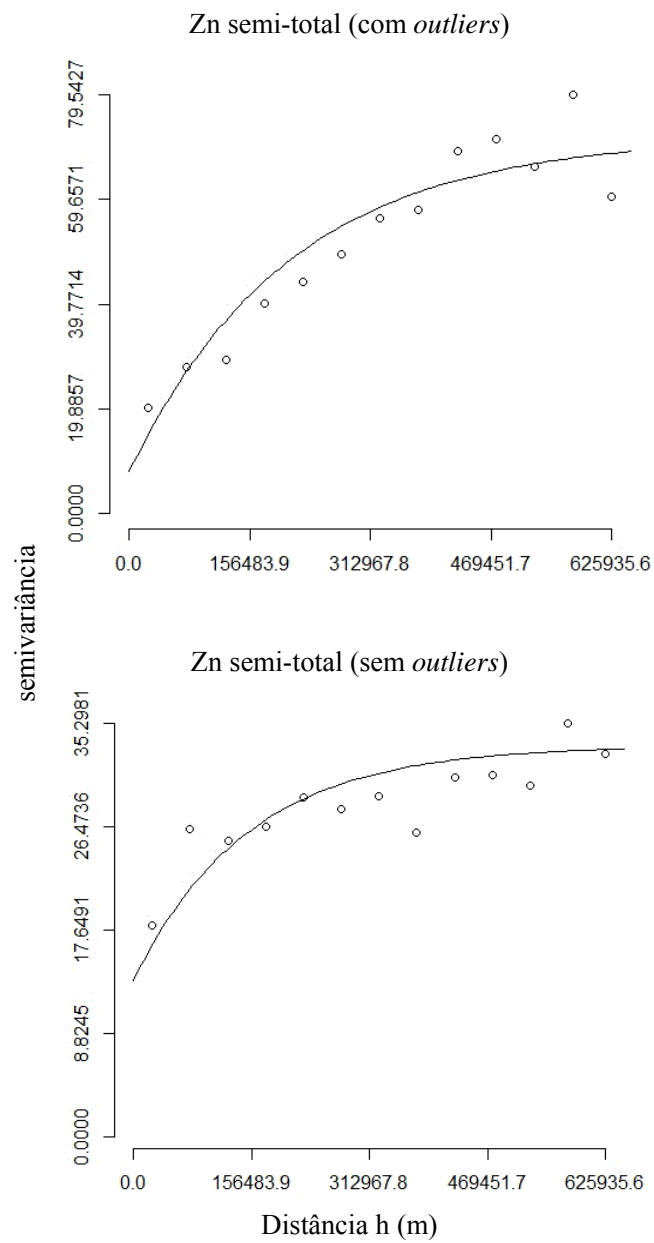 Zn semi-total (com outliers)
79.5427
59.6571
39.7714
19.8857
0.0000
0.0 156483.9 312967.8 469451.7 625935.6
semivariância
Zn semi-total (sem outliers)
35.2981
26.4736
17.6491
8.8245
0.0000
0.0 156483.9 312967.8 469451.7 625935.6
Distância h (m)